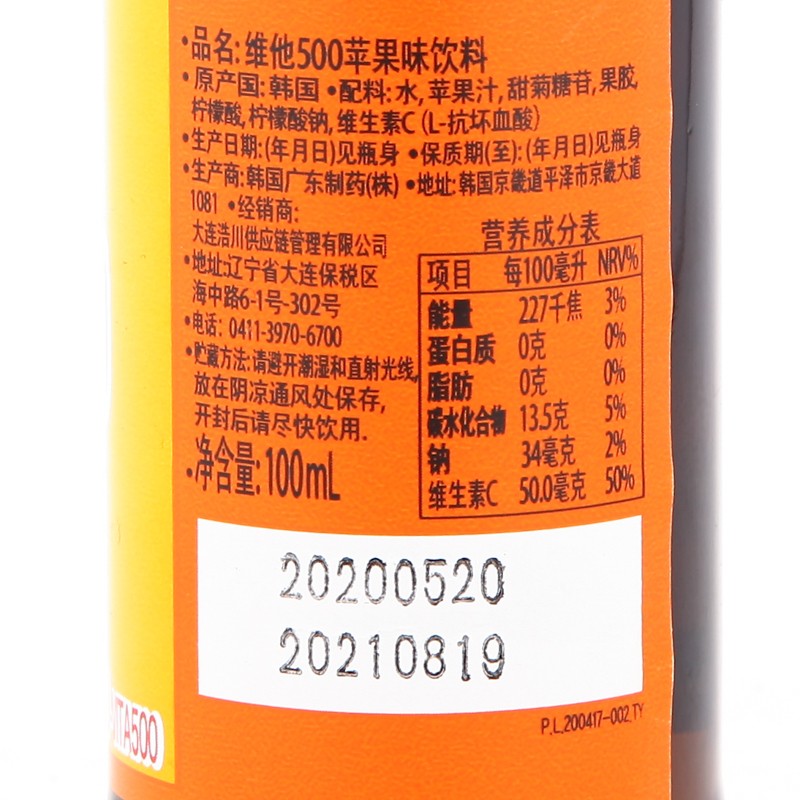 •品名:维他500苹果味饮料
•原产国:韩国 •配料:水,苹果汁,甜菊糖苷,果胶,
柠檬酸,柠檬酸钠,维生素C (L-抗坏血酸)
•生产日期:(年月日)见瓶身 •保质期(至):(年月日)见瓶身
•生产商:韩国广东制药(株) •地址:韩国京畿道平泽市京畿大道
1081 •经销商:
大连浩川供应链管理有限公司
•地址:辽宁省大连保税区
海中路6-1号-302号
•电话: 0411-3970-6700
•贮藏方法:请避开潮湿和直射光线,
放在阴凉通风处保存,
开封后请尽快饮用.
•净含量:100mL
营养成分表
项目 每100毫升 NRV%
能量 227千焦 3%
蛋白质 0克 0%
脂肪 0克 0%
碳水化合物 13.5克 5%
钠 34毫克 2%
维生素C 50.0毫克 50%
20200520
20210819
P.L.200417-002.TY
VITA500